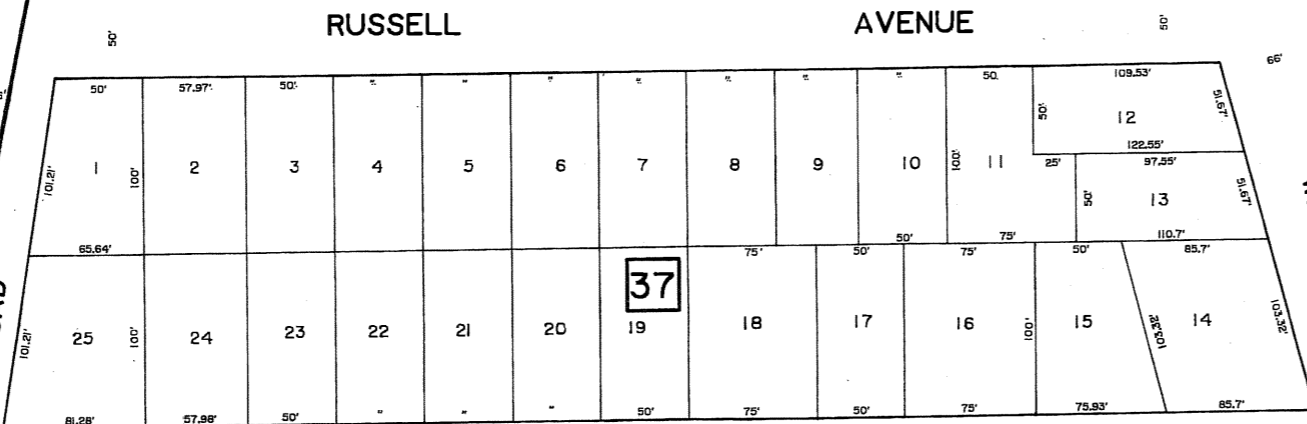 RUSSELL AVENUE
50' 50'
66'
50' 57.97' 50' " " " " " " " 50. 109.53'
101.21' 1 100' 2 3 4 5 6 7 8 9 10 100' 11 50' 12 51.67'
122.55'
25' 97.55'
50' 13 51.67'
65.64' 50' 75' 110.7'
75' 50' 75' 50' 85.7'
37
101.21' 25 100' 24 23 22 21 20 19 18 17 16 100' 15 103.32' 14 103.32'
81.28' 57.98' 50' " " " 50' 75' 50' 75' 75.93' 85.7'